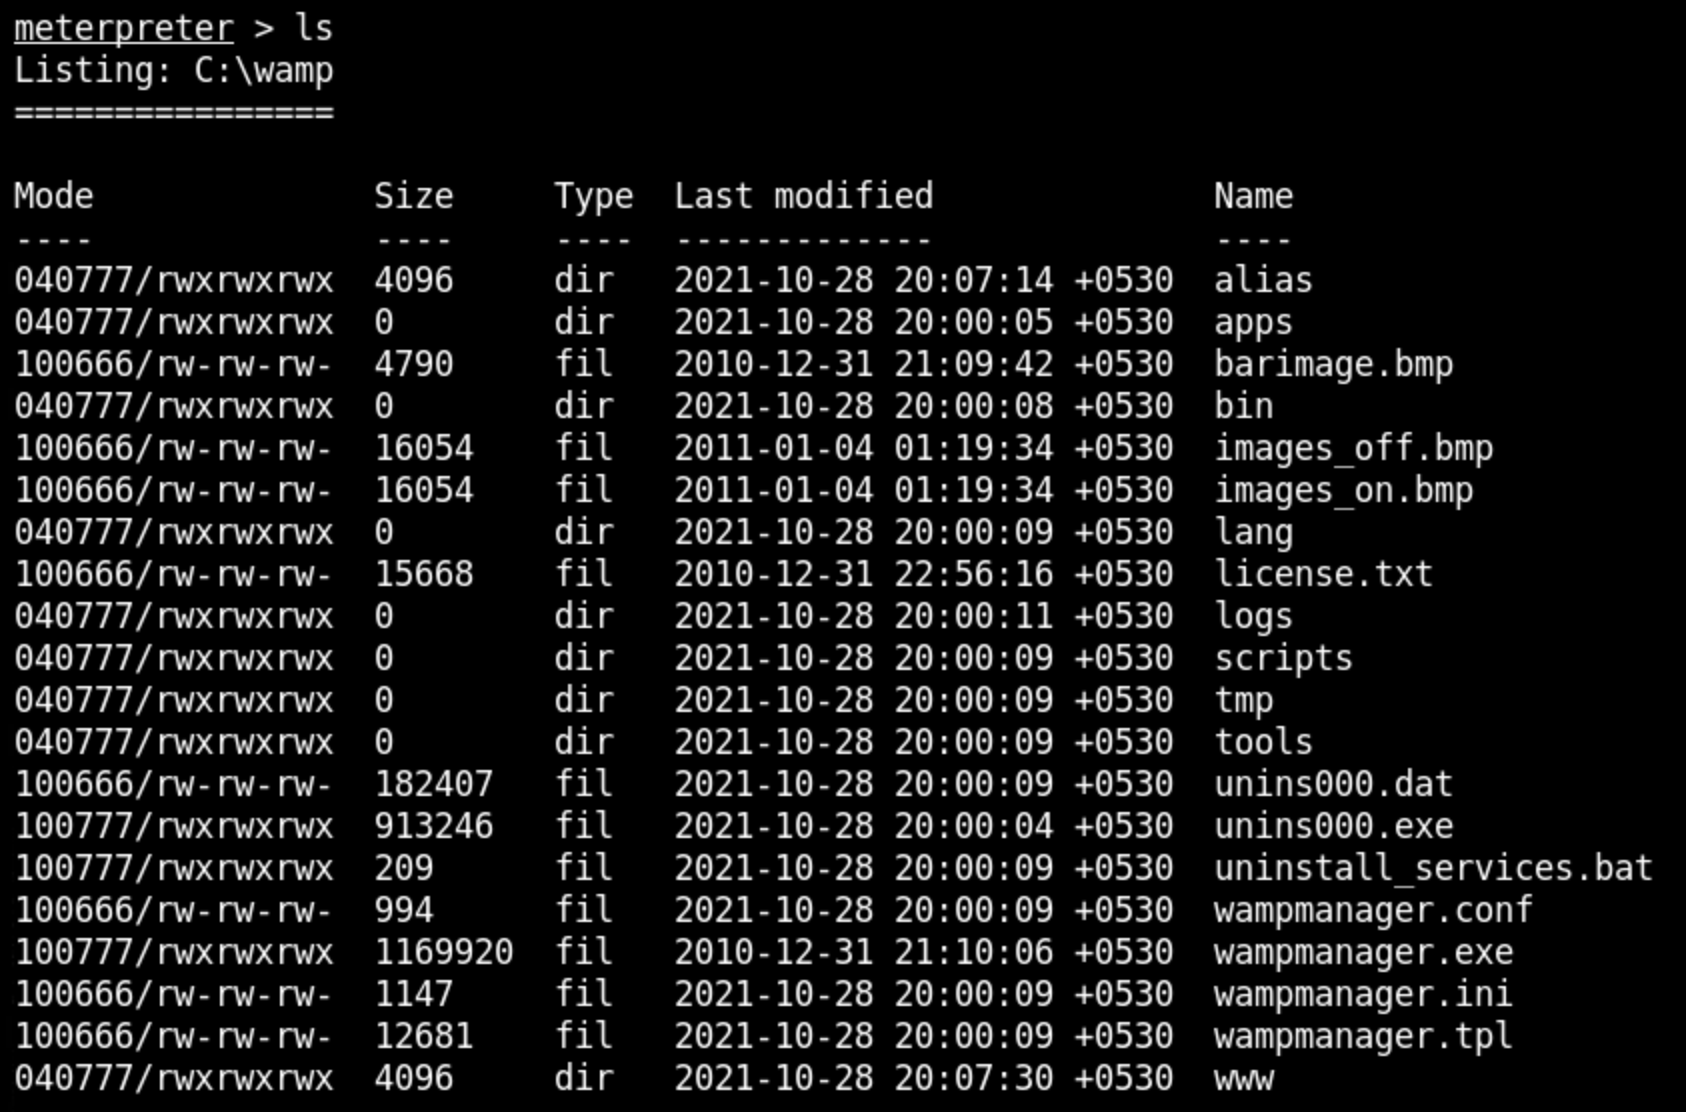 meterpreter > ls
Listing: C:\wamp
================
Mode              Size     Type  Last modified              Name
----              ----     ----  -------------              ----
040777/rwxrwxrwx  4096     dir   2021-10-28 20:07:14 +0530  alias
040777/rwxrwxrwx  0        dir   2021-10-28 20:00:05 +0530  apps
100666/rw-rw-rw-  4790     fil   2010-12-31 21:09:42 +0530  barimage.bmp
040777/rwxrwxrwx  0        dir   2021-10-28 20:00:08 +0530  bin
100666/rw-rw-rw-  16054    fil   2011-01-04 01:19:34 +0530  images_off.bmp
100666/rw-rw-rw-  16054    fil   2011-01-04 01:19:34 +0530  images_on.bmp
040777/rwxrwxrwx  0        dir   2021-10-28 20:00:09 +0530  lang
100666/rw-rw-rw-  15668    fil   2010-12-31 22:56:16 +0530  license.txt
040777/rwxrwxrwx  0        dir   2021-10-28 20:00:11 +0530  logs
040777/rwxrwxrwx  0        dir   2021-10-28 20:00:09 +0530  scripts
040777/rwxrwxrwx  0        dir   2021-10-28 20:00:09 +0530  tmp
040777/rwxrwxrwx  0        dir   2021-10-28 20:00:09 +0530  tools
100666/rw-rw-rw-  182407   fil   2021-10-28 20:00:09 +0530  unins000.dat
100777/rwxrwxrwx  913246   fil   2021-10-28 20:00:04 +0530  unins000.exe
100777/rwxrwxrwx  209      fil   2021-10-28 20:00:09 +0530  uninstall_services.bat
100666/rw-rw-rw-  994      fil   2021-10-28 20:00:09 +0530  wampmanager.conf
100777/rwxrwxrwx  1169920  fil   2010-12-31 21:10:06 +0530  wampmanager.exe
100666/rw-rw-rw-  1147     fil   2021-10-28 20:00:09 +0530  wampmanager.ini
100666/rw-rw-rw-  12681    fil   2021-10-28 20:00:09 +0530  wampmanager.tpl
040777/rwxrwxrwx  4096     dir   2021-10-28 20:07:30 +0530  www